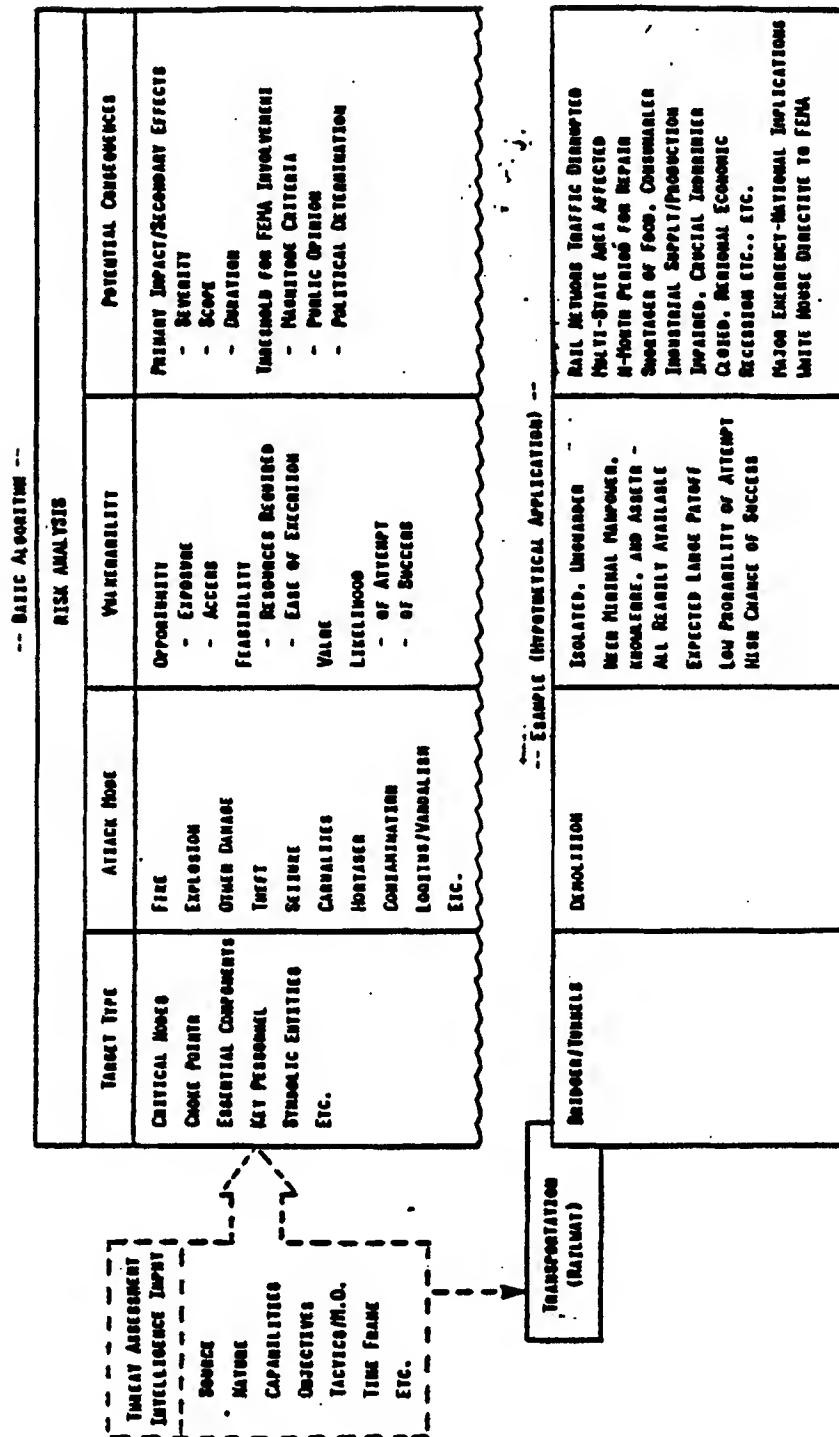 -- BASIC ALGORITHM --
RISK ANALYSIS
THREAT ASSESSMENT
INTELLIGENCE INPUT
SOURCE
NATURE
CAPABILITIES
OBJECTIVES
TACTICS/M.O.
TIME FRAME
ETC.
TARGET TYPE
CRITICAL NODES
CHOKE POINTS
ESSENTIAL COMPONENTS
KEY PERSONNEL
SYMBOLIC ENTITIES
ETC.
ATTACK MODE
FIRE
EXPLOSION
OTHER DAMAGE
THEFT
SEIZURE
CASUALTIES
HOSTAGES
CONTAMINATION
LOOTING/VANDALISM
ETC.
VULNERABILITY
OPPORTUNITY
- EXPOSURE
- ACCESS
FEASIBILITY
- RESOURCES REQUIRED
- EASE OF EXECUTION
VALUE
LIKELIHOOD
- OF ATTEMPT
- OF SUCCESS
POTENTIAL CONSEQUENCES
PRIMARY IMPACT/SECONDARY EFFECTS
- SEVERITY
- SCOPE
- DURATION
THRESHOLD FOR FEMA INVOLVEMENT
- MAGNITUDE CRITERIA
- PUBLIC OPINION
- POLITICAL DETERMINATION
-- EXAMPLE (HYPOTHETICAL APPLICATION) --
TRANSPORTATION
(RAILWAY)
BRIDGES/TUNNELS
DEMOLITION
ISOLATED, UNGUARDED
NEED MINIMAL MANPOWER,
KNOWLEDGE, AND ASSETS -
ALL READILY AVAILABLE
EXPECTED LARGE PAYOFF
LOW PROBABILITY OF ATTEMPT
HIGH CHANCE OF SUCCESS
RAIL NETWORK TRAFFIC DISRUPTED
MULTI-STATE AREA AFFECTED
N-MONTH PERIOD FOR REPAIR
SHORTAGES OF FOOD, CONSUMABLES
INDUSTRIAL SUPPLY/PRODUCTION
IMPAIRED, CRUCIAL INDUSTRIES
CLOSED, REGIONAL ECONOMIC
RECESSION ETC., ETC.
MAJOR EMERGENCY-NATIONAL IMPLICATIONS
WHITE HOUSE DIRECTIVE TO FEMA